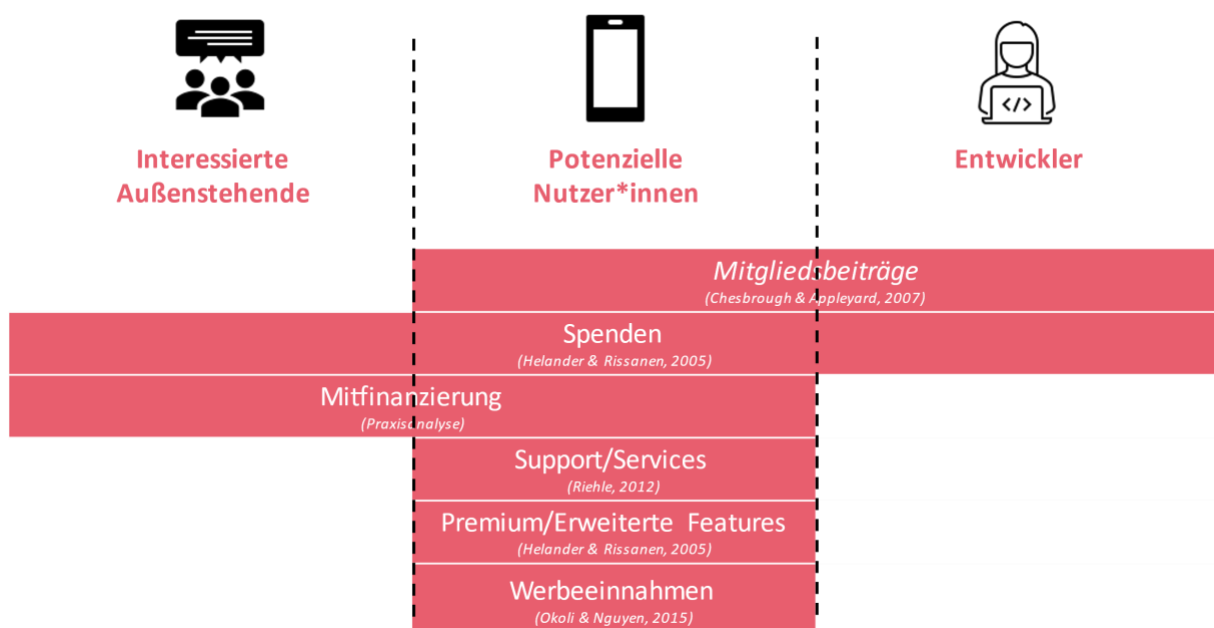 </>
Interessierte
Außenstehende
Potenzielle
Nutzer*innen
Entwickler
Mitgliedsbeiträge
(Chesbrough & Appleyard, 2007)
Spenden
(Helander & Rissanen, 2005)
Mitfinanzierung
(Praxisanalyse)
Support/Services
(Riehle, 2012)
Premium/Erweiterte Features
(Helander & Rissanen, 2005)
Werbeeinnahmen
(Okoli & Nguyen, 2015)